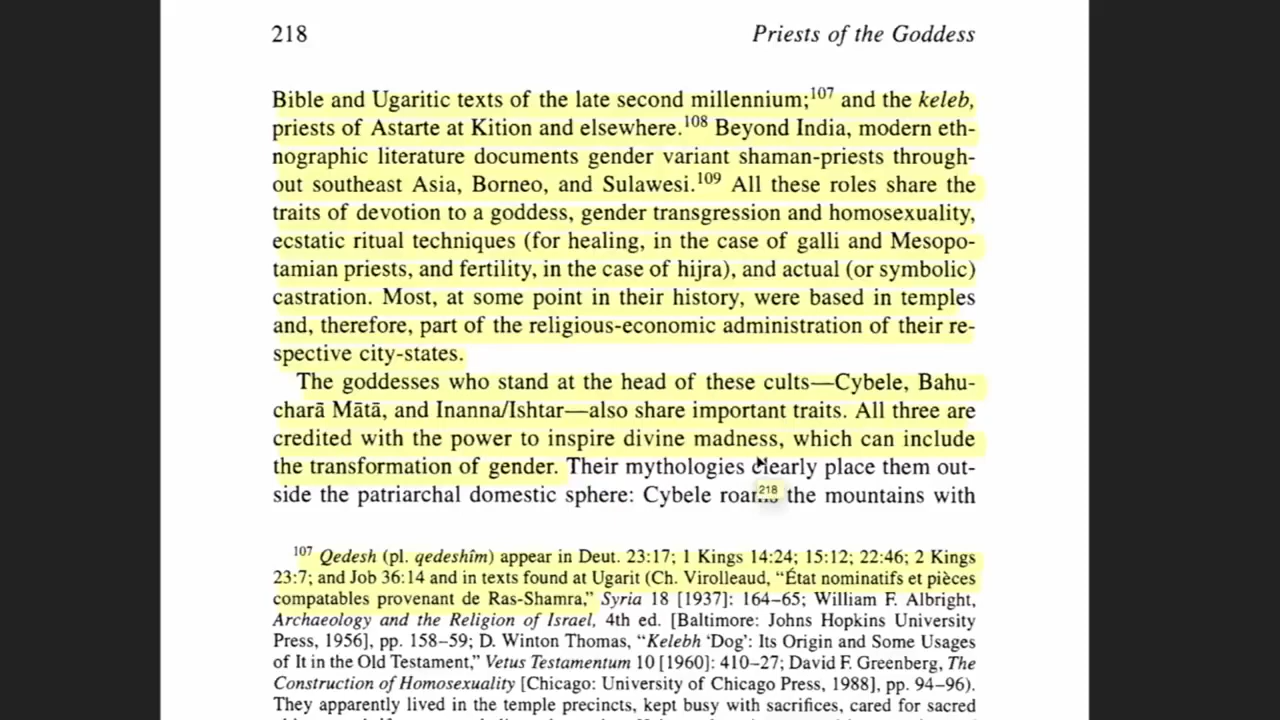 218
Priests of the Goddess
Bible and Ugaritic texts of the late second millennium;107 and the keleb,
priests of Astarte at Kition and elsewhere.108 Beyond India, modern eth-
nographic literature documents gender variant shaman-priests through-
out southeast Asia, Borneo, and Sulawesi.109 All these roles share the
traits of devotion to a goddess, gender transgression and homosexuality,
ecstatic ritual techniques (for healing, in the case of galli and Mesopo-
tamian priests, and fertility, in the case of hijra), and actual (or symbolic)
castration. Most, at some point in their history, were based in temples
and, therefore, part of the religious-economic administration of their re-
spective city-states.
The goddesses who stand at the head of these cults—Cybele, Bahu-
charā Mātā, and Inanna/Ishtar—also share important traits. All three are
credited with the power to inspire divine madness, which can include
the transformation of gender. Their mythologies clearly place them out-
side the patriarchal domestic sphere: Cybele roams the mountains with
218
107 Qedesh (pl. qedeshîm) appear in Deut. 23:17; 1 Kings 14:24; 15:12; 22:46; 2 Kings
23:7; and Job 36:14 and in texts found at Ugarit (Ch. Virolleaud, “État nominatifs et pièces
compatables provenant de Ras-Shamra,” Syria 18 [1937]: 164–65; William F. Albright,
Archaeology and the Religion of Israel, 4th ed. [Baltimore: Johns Hopkins University
Press, 1956], pp. 158–59; D. Winton Thomas, “Kelebh ‘Dog’: Its Origin and Some Usages
of It in the Old Testament,” Vetus Testamentum 10 [1960]: 410–27; David F. Greenberg, The
Construction of Homosexuality [Chicago: University of Chicago Press, 1988], pp. 94–96).
They apparently lived in the temple precincts, kept busy with sacrifices, cared for sacred